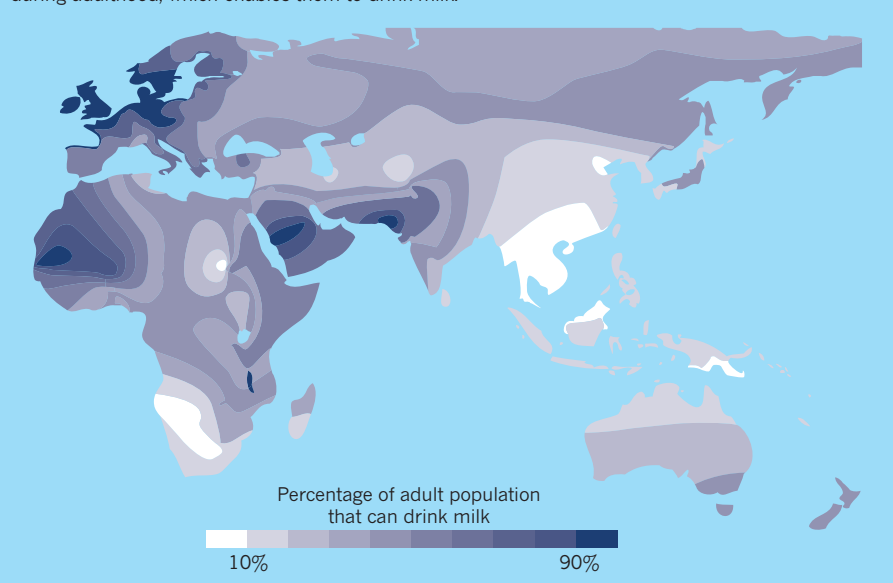 during adulthood, which enables them to drink milk.
Percentage of adult population
that can drink milk
10%
90%